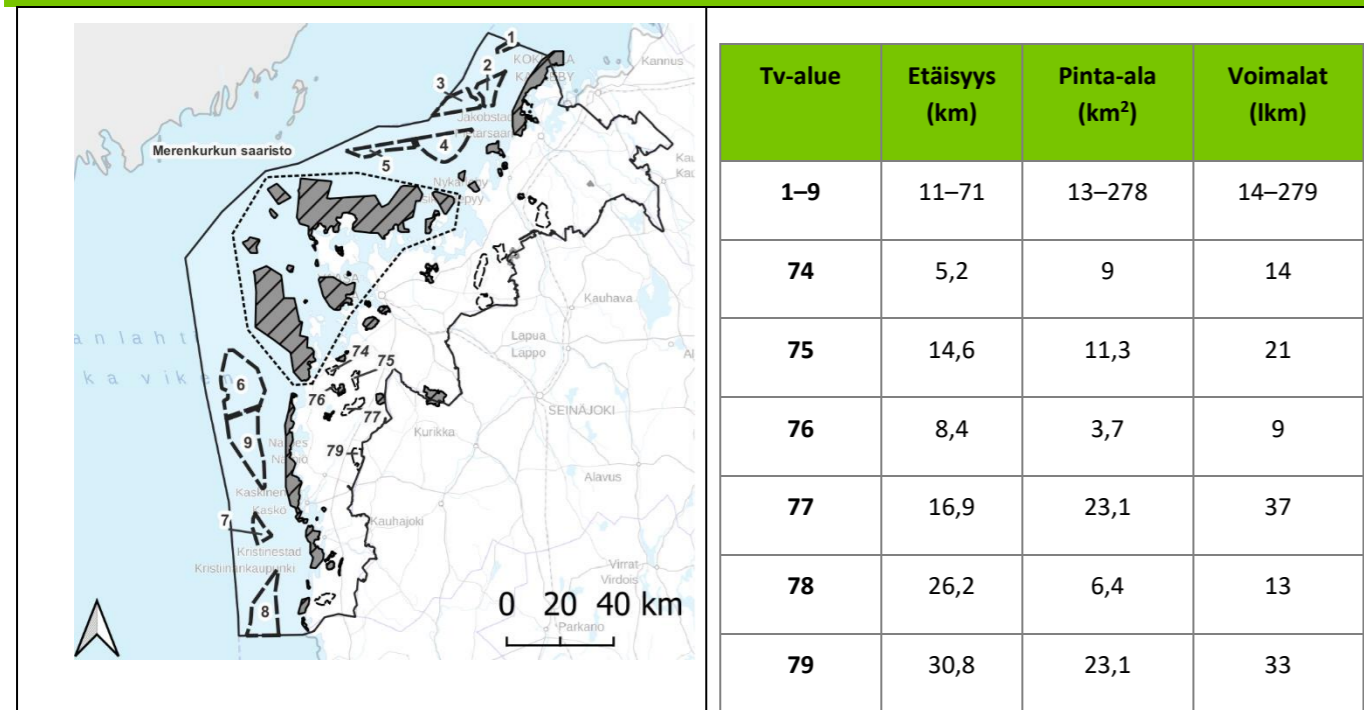 1
2
3
Kannus
Merenkurkun saaristo
4
5
Kauhava
a n l a h t
Lapua
Lappo
74
75
k a v i k e n
6
76
77
SEINÄJOKI
9
Kurikka
79
Alavus
Kaskinen
Kaskö
7
Kauhajoki
Kristinestad
Kristiinankaupunki
Virrat
Virdois
8
0 20 40 km
Parkano
Tv-alue Etäisyys (km) Pinta-ala (km²) Voimalat (lkm)
1–9 11–71 13–278 14–279
74 5,2 9 14
75 14,6 11,3 21
76 8,4 3,7 9
77 16,9 23,1 37
78 26,2 6,4 13
79 30,8 23,1 33